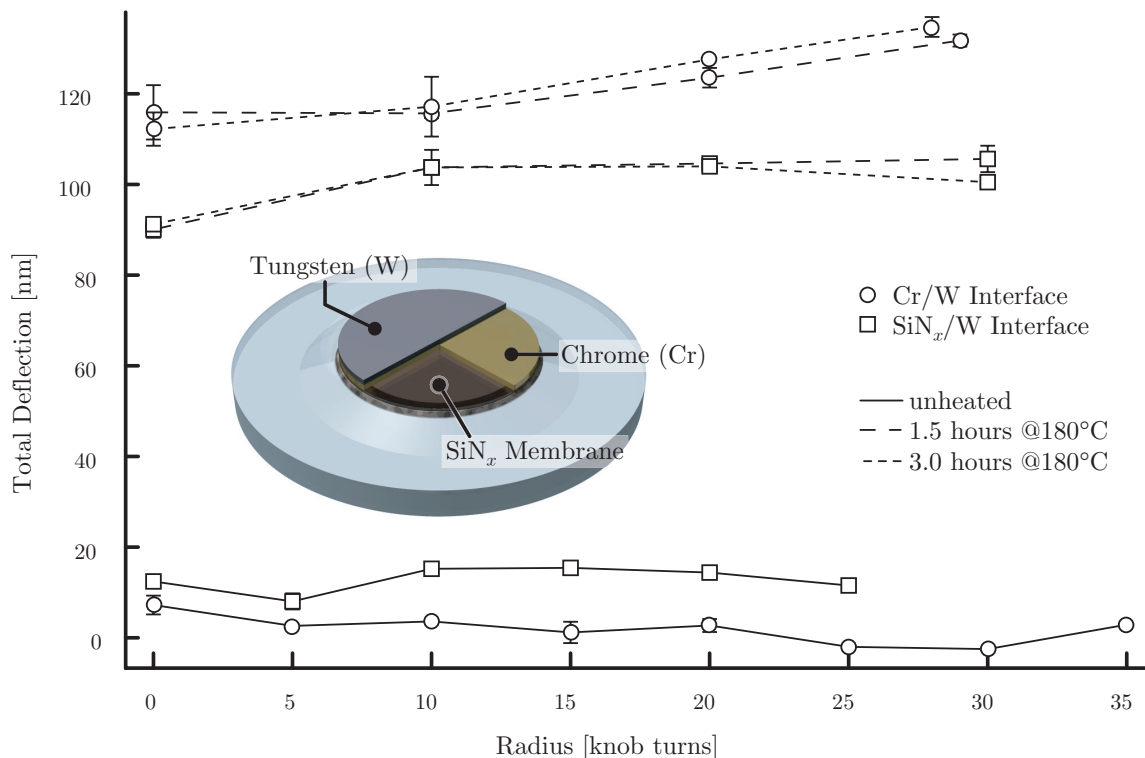 Total Deflection [nm]
120
100
80
60
40
20
0
Tungsten (W)
Chrome (Cr)
SiNₓ Membrane
Cr/W Interface
SiNₓ/W Interface
unheated
1.5 hours @180°C
3.0 hours @180°C
0 5 10 15 20 25 30 35
Radius [knob turns]